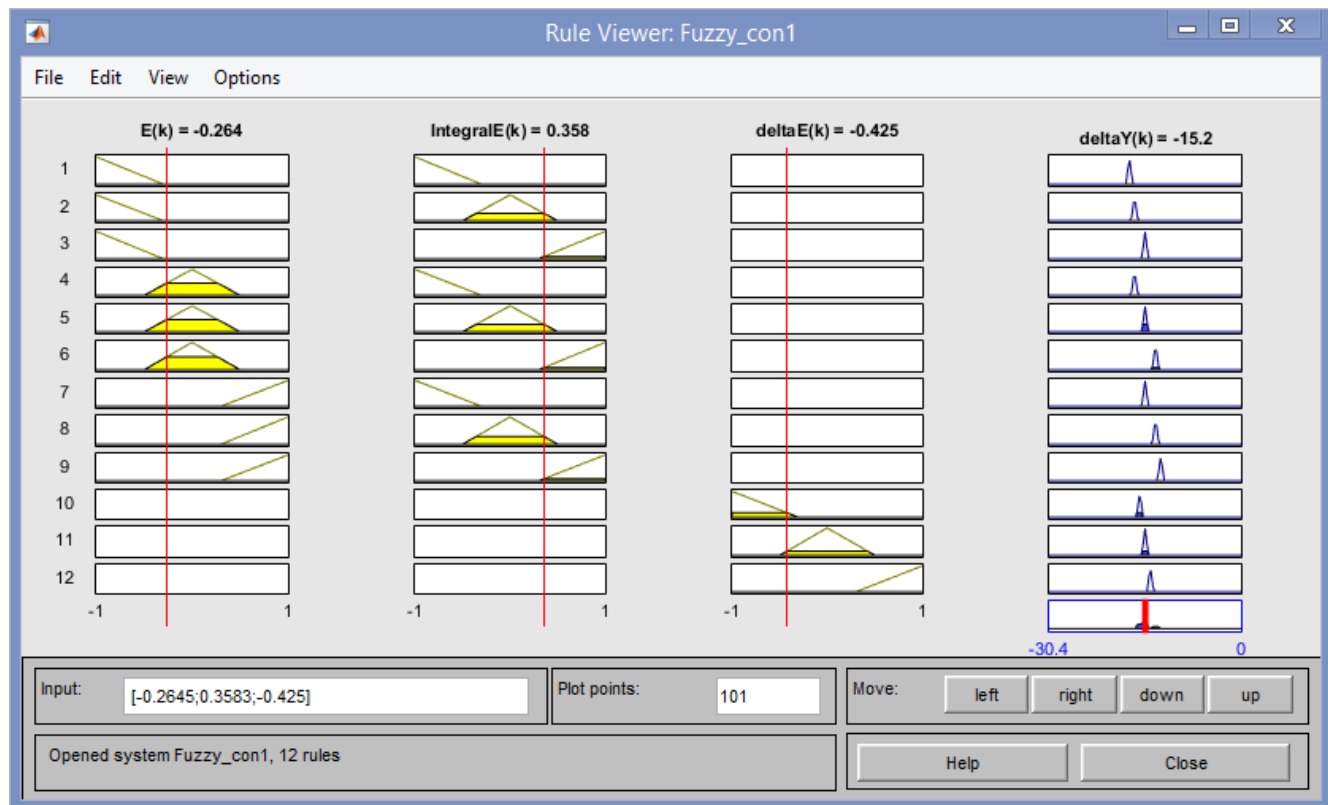 Rule Viewer: Fuzzy_con1
File Edit View Options
E(k) = -0.264 IntegralE(k) = 0.358 deltaE(k) = -0.425 deltaY(k) = -15.2
1
2
3
4
5
6
7
8
9
10
11
12
-1 1 -1 1 -1 1
-30.4 0
Input: [-0.2645;0.3583;-0.425] Plot points: 101 Move: left right down up
Opened system Fuzzy_con1, 12 rules Help Close